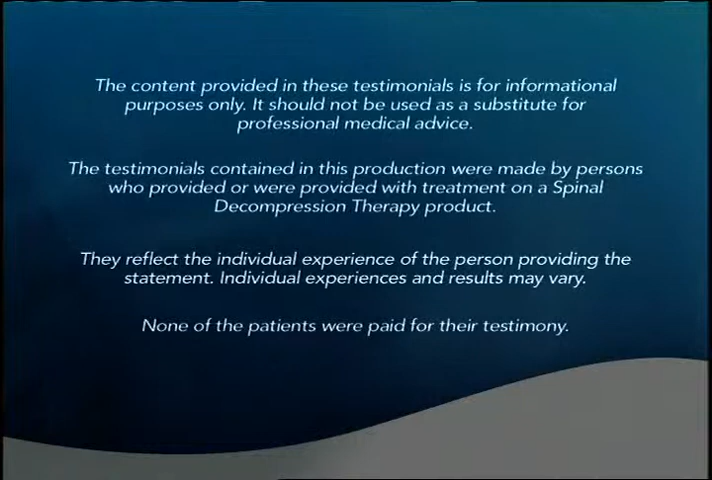 The content provided in these testimonials is for informational
purposes only. It should not be used as a substitute for
professional medical advice.
The testimonials contained in this production were made by persons
who provided or were provided with treatment on a Spinal
Decompression Therapy product.
They reflect the individual experience of the person providing the
statement. Individual experiences and results may vary.
None of the patients were paid for their testimony.